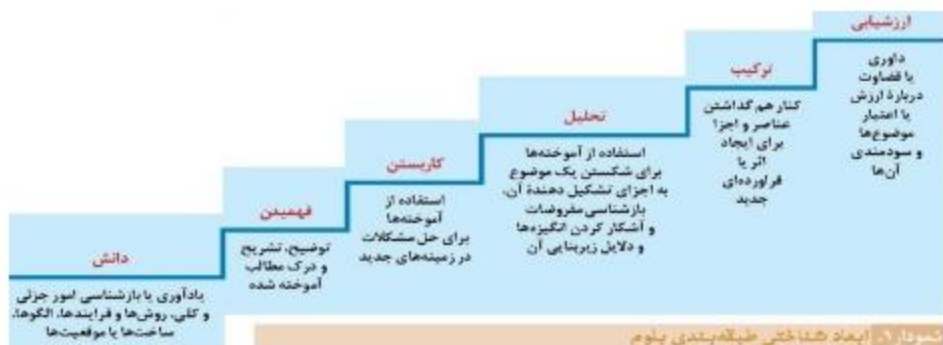 ارزشیابی
داوری
یا قضاوت
دربارهٔ ارزش
یا اعتبار
موضوع‌ها
و سودمندی
آن‌ها
ترکیب
کنار هم گذاشتن
عناصر و اجزا
برای ایجاد
اثر یا
فراورده‌ای
جدید
تحلیل
استفاده از آموخته‌ها
برای شکستن یک موضوع
به اجزای تشکیل دهندهٔ آن،
بازشناسی مفروضات
و آشکار کردن انگیزه‌ها
و دلایل زیربنایی آن
کاربستن
استفاده از
آموخته‌ها
برای حل مشکلات
در زمینه‌های جدید
فهمیدن
توضیح، تشریح
و درک مطالب
آموخته شده
دانش
یادآوری یا بازشناسی امور جزئی
و کلی، روش‌ها و فرایندها، الگوها،
ساخت‌ها یا موقعیت‌ها
نمودار ۱. ابعاد شناختی طبقه‌بندی بلوم